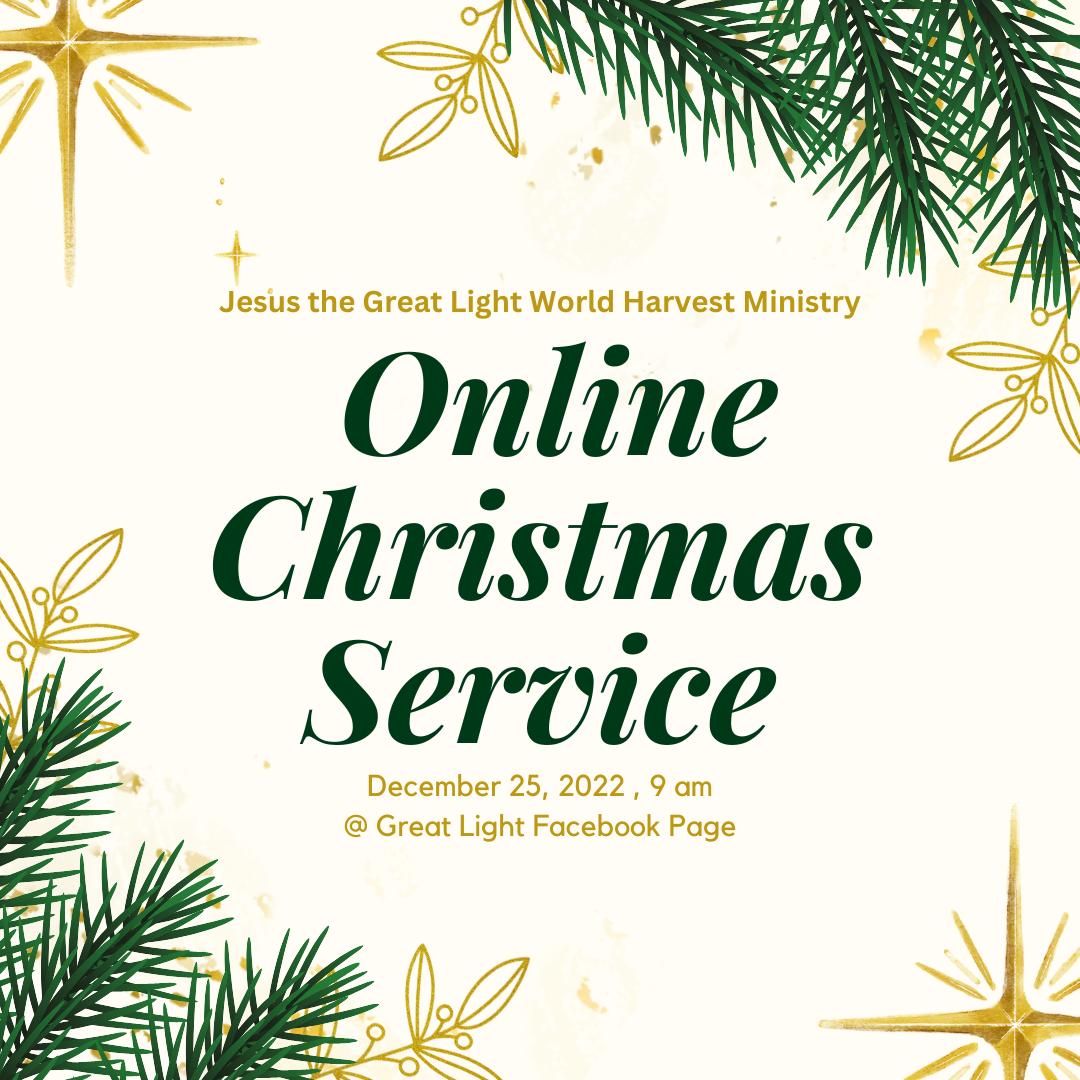 Jesus the Great Light World Harvest Ministry
Online
Christmas
Service
December 25, 2022 , 9 am
@ Great Light Facebook Page